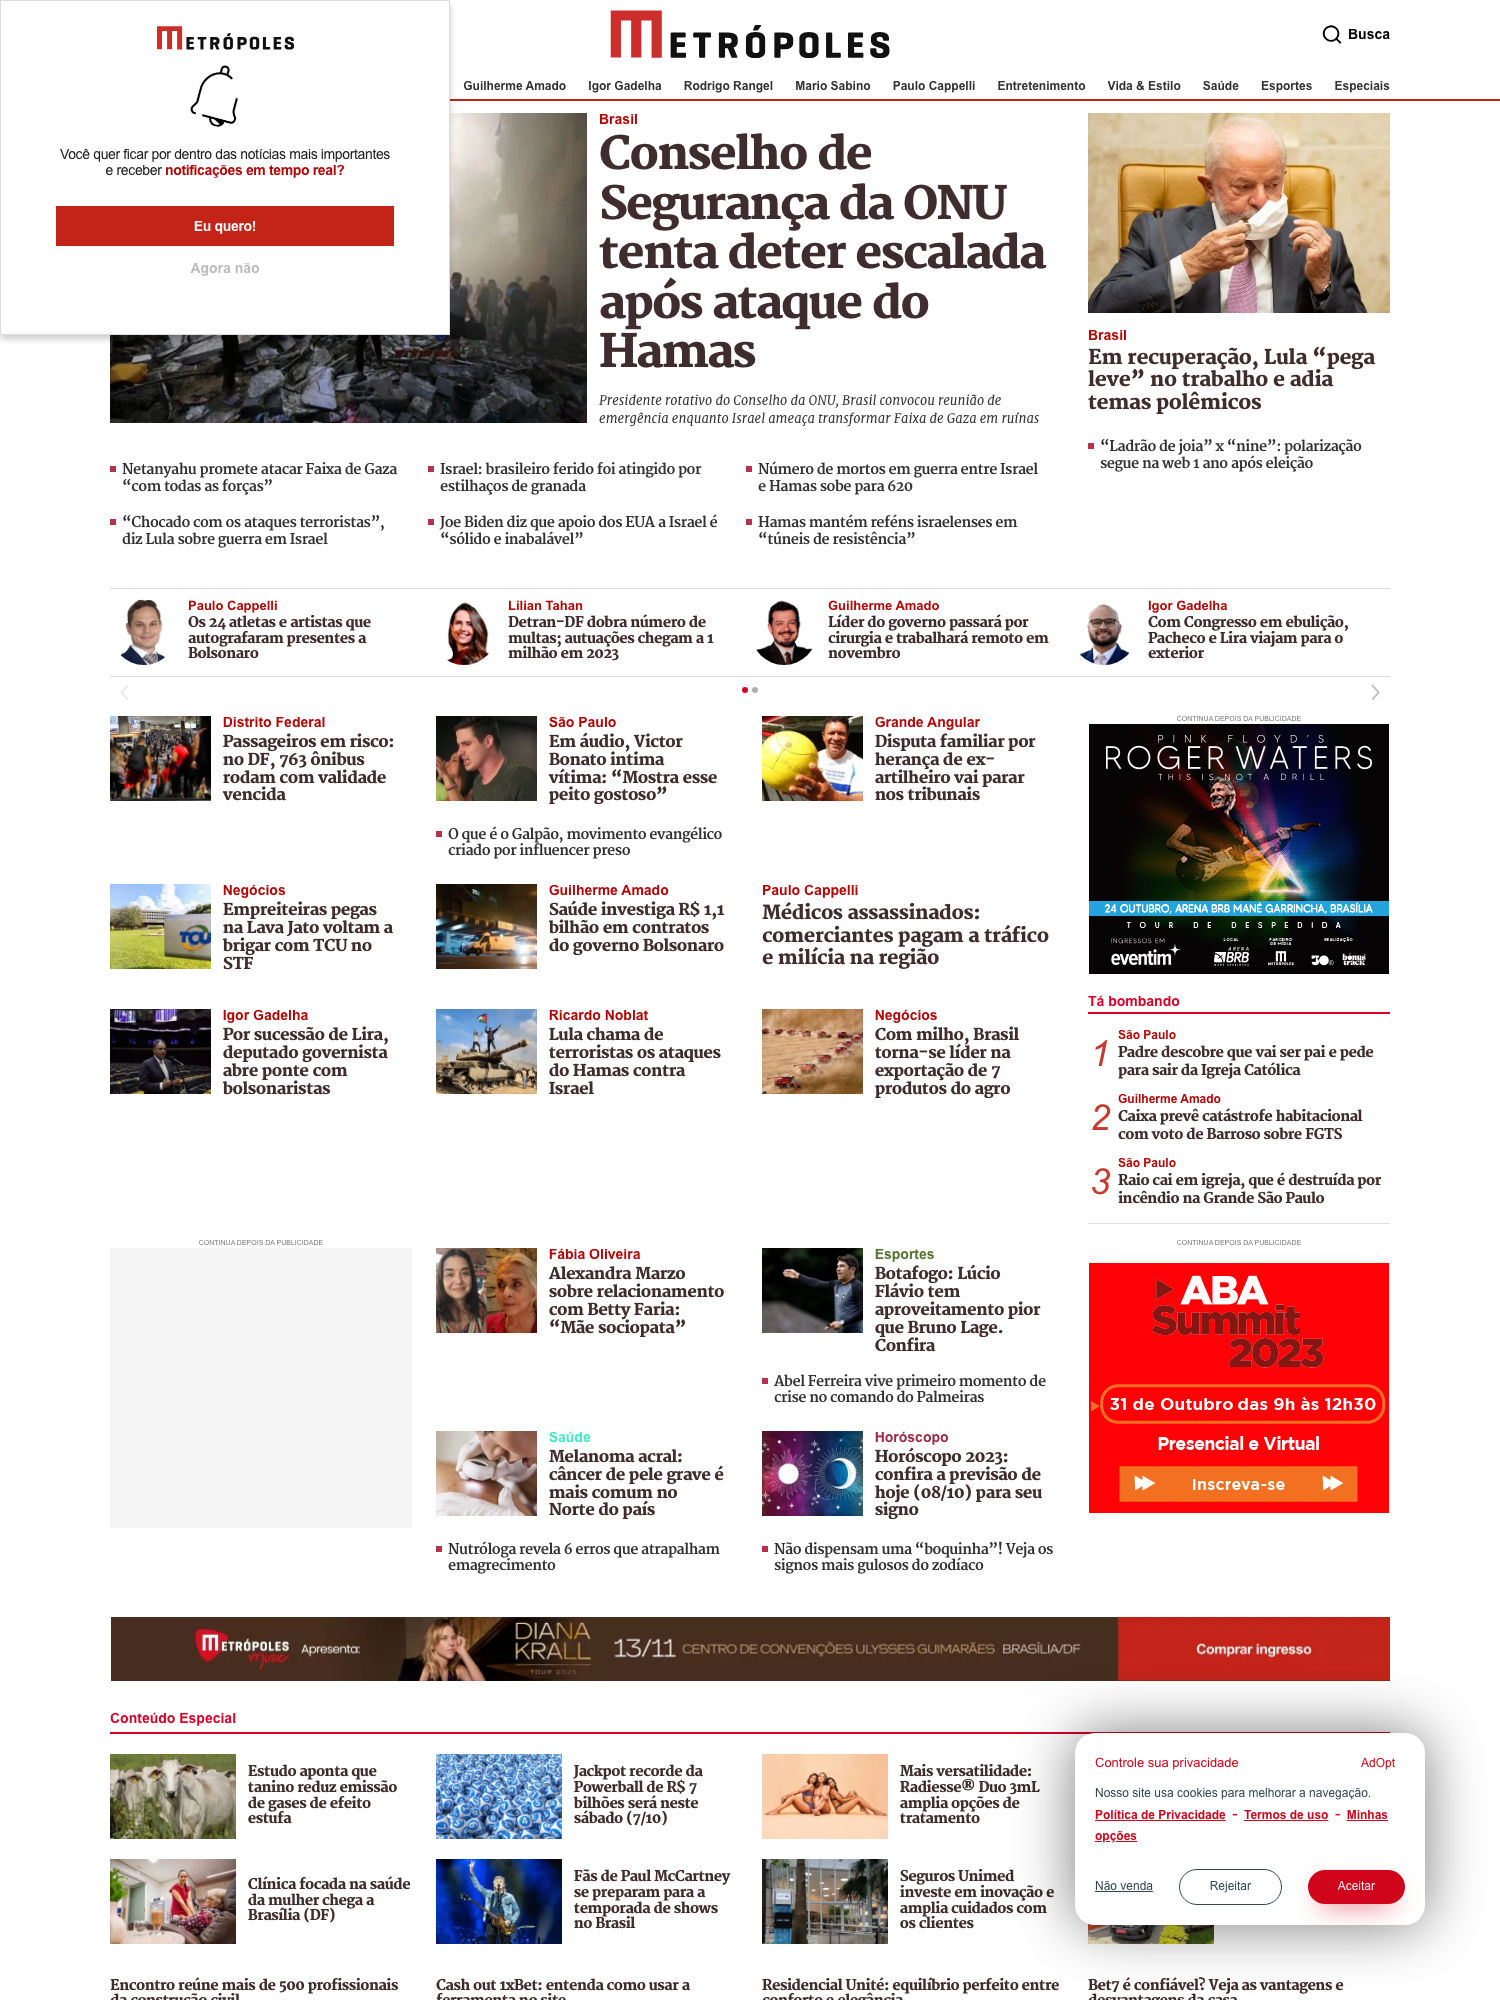 METRÓPOLES
Você quer ficar por dentro das notícias mais importantes
e receber notificações em tempo real?
Eu quero!
Agora não
METRÓPOLES
Busca
Guilherme Amado
Igor Gadelha
Rodrigo Rangel
Mario Sabino
Paulo Cappelli
Entretenimento
Vida & Estilo
Saúde
Esportes
Especiais
Brasil
Conselho de
Segurança da ONU
tenta deter escalada
após ataque do
Hamas
Presidente rotativo do Conselho da ONU, Brasil convocou reunião de
emergência enquanto Israel ameaça transformar Faixa de Gaza em ruínas
Brasil
Em recuperação, Lula “pega
leve” no trabalho e adia
temas polêmicos
“Ladrão de joia” x “nine”: polarização
segue na web 1 ano após eleição
Netanyahu promete atacar Faixa de Gaza
“com todas as forças”
Israel: brasileiro ferido foi atingido por
estilhaços de granada
Número de mortos em guerra entre Israel
e Hamas sobe para 620
“Chocado com os ataques terroristas”,
diz Lula sobre guerra em Israel
Joe Biden diz que apoio dos EUA a Israel é
“sólido e inabalável”
Hamas mantém reféns israelenses em
“túneis de resistência”
Paulo Cappelli
Os 24 atletas e artistas que
autografaram presentes a
Bolsonaro
Lilian Tahan
Detran-DF dobra número de
multas; autuações chegam a 1
milhão em 2023
Guilherme Amado
Líder do governo passará por
cirurgia e trabalhará remoto em
novembro
Igor Gadelha
Com Congresso em ebulição,
Pacheco e Lira viajam para o
exterior
Distrito Federal
Passageiros em risco:
no DF, 763 ônibus
rodam com validade
vencida
São Paulo
Em áudio, Victor
Bonato intima
vítima: “Mostra esse
peito gostoso”
O que é o Galpão, movimento evangélico
criado por influencer preso
Grande Angular
Disputa familiar por
herança de ex-
artilheiro vai parar
nos tribunais
CONTINUA DEPOIS DA PUBLICIDADE
PINK FLOYD'S
ROGER WATERS
THIS IS NOT A DRILL
24 OUTUBRO, ARENA BRB MANÉ GARRINCHA, BRASÍLIA
TOUR DE DESPEDIDA
INGRESSOS EM
eventim
LOCAL
ARENA
BRB
PARCEIRO
DE MÍDIA
METRÓPOLES
REALIZAÇÃO
30e
bonus
track
Negócios
Empreiteiras pegas
na Lava Jato voltam a
brigar com TCU no
STF
TCU
Guilherme Amado
Saúde investiga R$ 1,1
bilhão em contratos
do governo Bolsonaro
Paulo Cappelli
Médicos assassinados:
comerciantes pagam a tráfico
e milícia na região
Igor Gadelha
Por sucessão de Lira,
deputado governista
abre ponte com
bolsonaristas
Ricardo Noblat
Lula chama de
terroristas os ataques
do Hamas contra
Israel
Negócios
Com milho, Brasil
torna-se líder na
exportação de 7
produtos do agro
Tá bombando
1
São Paulo
Padre descobre que vai ser pai e pede
para sair da Igreja Católica
2
Guilherme Amado
Caixa prevê catástrofe habitacional
com voto de Barroso sobre FGTS
3
São Paulo
Raio cai em igreja, que é destruída por
incêndio na Grande São Paulo
CONTINUA DEPOIS DA PUBLICIDADE
Fábia Oliveira
Alexandra Marzo
sobre relacionamento
com Betty Faria:
“Mãe sociopata”
Esportes
Botafogo: Lúcio
Flávio tem
aproveitamento pior
que Bruno Lage.
Confira
Abel Ferreira vive primeiro momento de
crise no comando do Palmeiras
CONTINUA DEPOIS DA PUBLICIDADE
ABA
Summit
2023
31 de Outubro das 9h às 12h30
Presencial e Virtual
Inscreva-se
Saúde
Melanoma acral:
câncer de pele grave é
mais comum no
Norte do país
Nutróloga revela 6 erros que atrapalham
emagrecimento
Horóscopo
Horóscopo 2023:
confira a previsão de
hoje (08/10) para seu
signo
Não dispensam uma “boquinha”! Veja os
signos mais gulosos do zodíaco
METRÓPOLES
Music
Apresenta:
DIANA
KRALL
TOUR 2023
13/11 CENTRO DE CONVENÇÕES ULYSSES GUIMARÃES BRASÍLIA/DF
Comprar ingresso
Conteúdo Especial
Estudo aponta que
tanino reduz emissão
de gases de efeito
estufa
Jackpot recorde da
Powerball de R$ 7
bilhões será neste
sábado (7/10)
Mais versatilidade:
Radiesse® Duo 3mL
amplia opções de
tratamento
Clínica focada na saúde
da mulher chega a
Brasília (DF)
Fãs de Paul McCartney
se preparam para a
temporada de shows
no Brasil
Seguros Unimed
investe em inovação e
amplia cuidados com
os clientes
Controle sua privacidade
AdOpt
Nosso site usa cookies para melhorar a navegação.
Política de Privacidade - Termos de uso - Minhas
opções
Não venda
Rejeitar
Aceitar
Encontro reúne mais de 500 profissionais
da construção civil
Cash out 1xBet: entenda como usar a
ferramenta no site
Residencial Unité: equilíbrio perfeito entre
conforto e elegância
Bet7 é confiável? Veja as vantagens e
desvantagens da casa